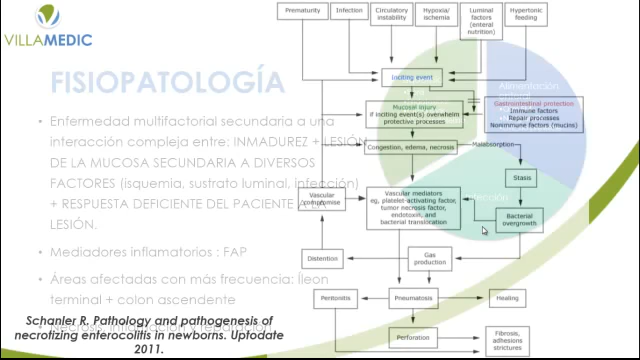 VILLAMEDIC
FISIOPATOLOGÍA
Enfermedad multifactorial secundaria a una
interacción compleja entre: INMADUREZ + LESIÓN
DE LA MUCOSA SECUNDARIA A DIVERSOS
FACTORES (isquemia, sustrato luminal, infección)
+ RESPUESTA DEFICIENTE DEL PACIENTE A LA
LESIÓN.
Mediadores inflamatorios : FAP
Áreas afectadas con más frecuencia: Íleon
terminal + colon ascendente
Necrosis, inflamación
Schanler R. Pathology and pathogenesis of
necrotizing enterocolitis in newborns. Uptodate
2011.
Prematurity
Infection
Circulatory
instability
Hypoxia/
ischemia
Luminal
factors
(enteral
nutrition)
Hypertonic
feeding
Inciting event
Alimentación
Mucosal injury
if inciting event(s) overwhelm
protective processes
Gastrointestinal protection
Immune factors
Repair processes
Nonimmune factors (mucins)
Congestion, edema, necrosis
Malabsorption
Stasis
Vascular
compromise
Vascular mediators
eg, platelet-activating factor,
tumor necrosis factor,
endotoxin, and
bacterial translocation
Infección
Bacterial
overgrowth
Distention
Gas
production
Peritonitis
Pneumatosis
Healing
Perforation
Fibrosis,
adhesions
strictures